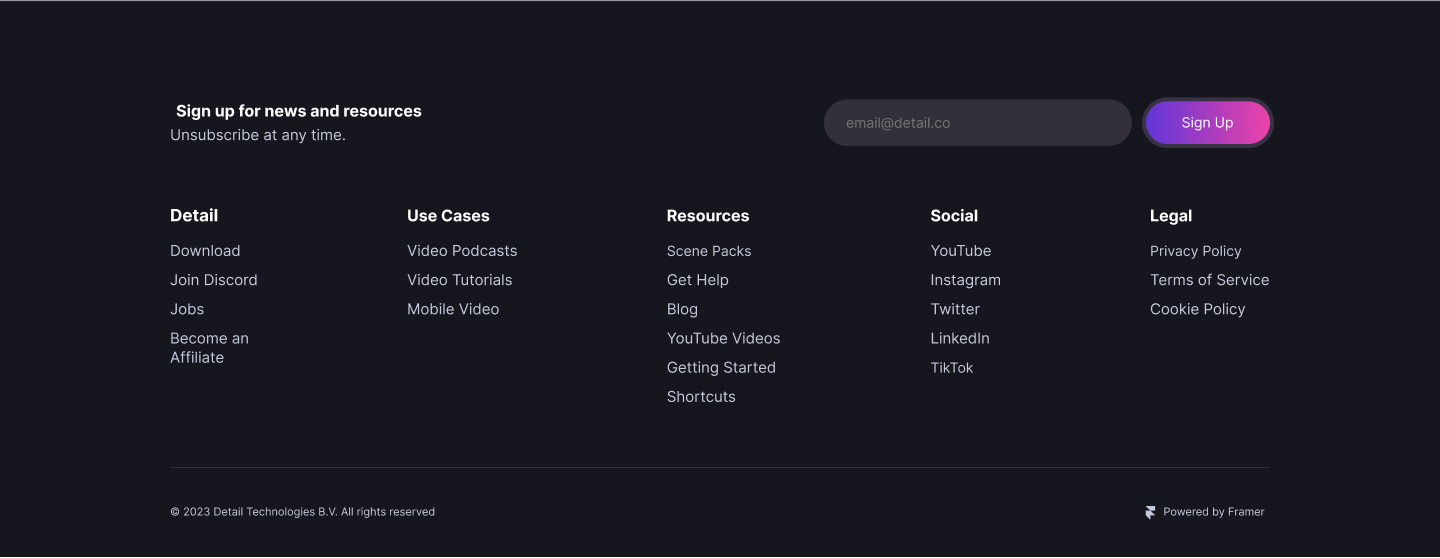 Sign up for news and resources
Unsubscribe at any time.
email@detail.co
Sign Up
Detail
Download
Join Discord
Jobs
Become an
Affiliate
Use Cases
Video Podcasts
Video Tutorials
Mobile Video
Resources
Scene Packs
Get Help
Blog
YouTube Videos
Getting Started
Shortcuts
Social
YouTube
Instagram
Twitter
LinkedIn
TikTok
Legal
Privacy Policy
Terms of Service
Cookie Policy
© 2023 Detail Technologies B.V. All rights reserved
Powered by Framer